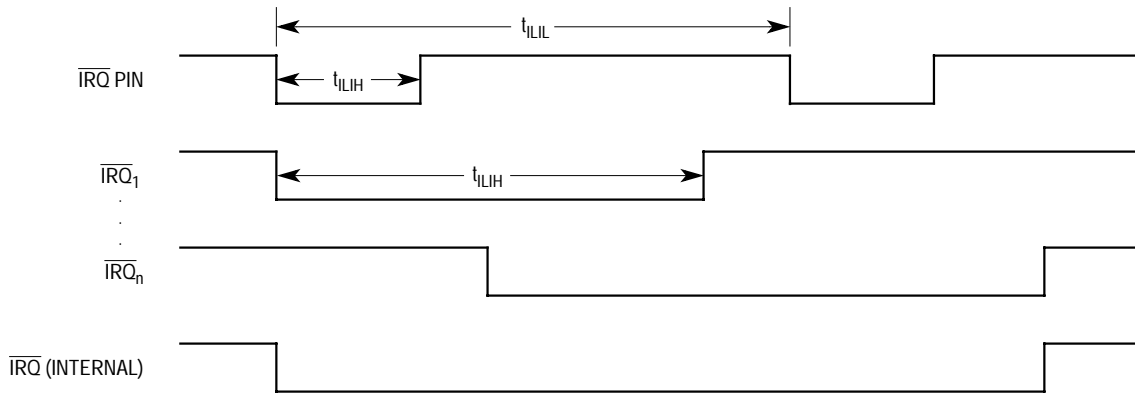 tILIL
IRQ PIN
tILIH
IRQ1
tILIH
.
.
.
IRQn
IRQ (INTERNAL)